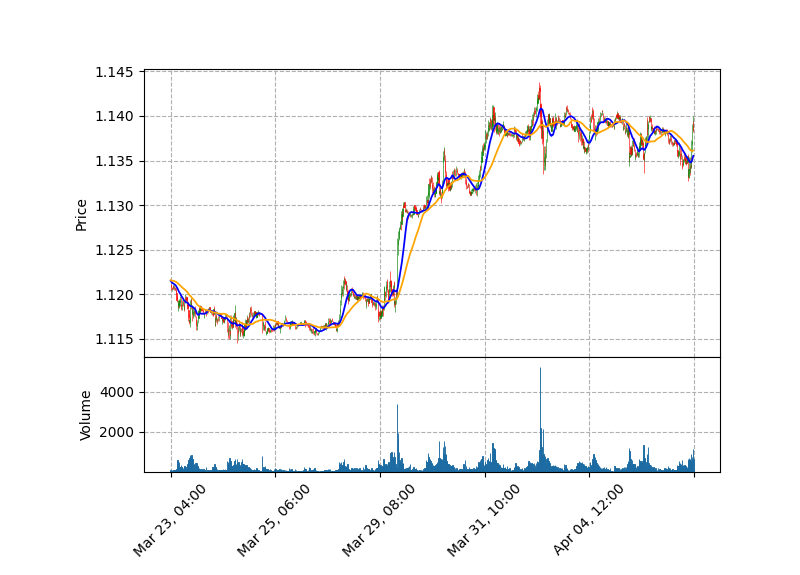 1.145
1.140
1.135
1.130
1.125
1.120
1.115
Price
4000
2000
Volume
Mar 23, 04:00
Mar 25, 06:00
Mar 29, 08:00
Mar 31, 10:00
Apr 04, 12:00